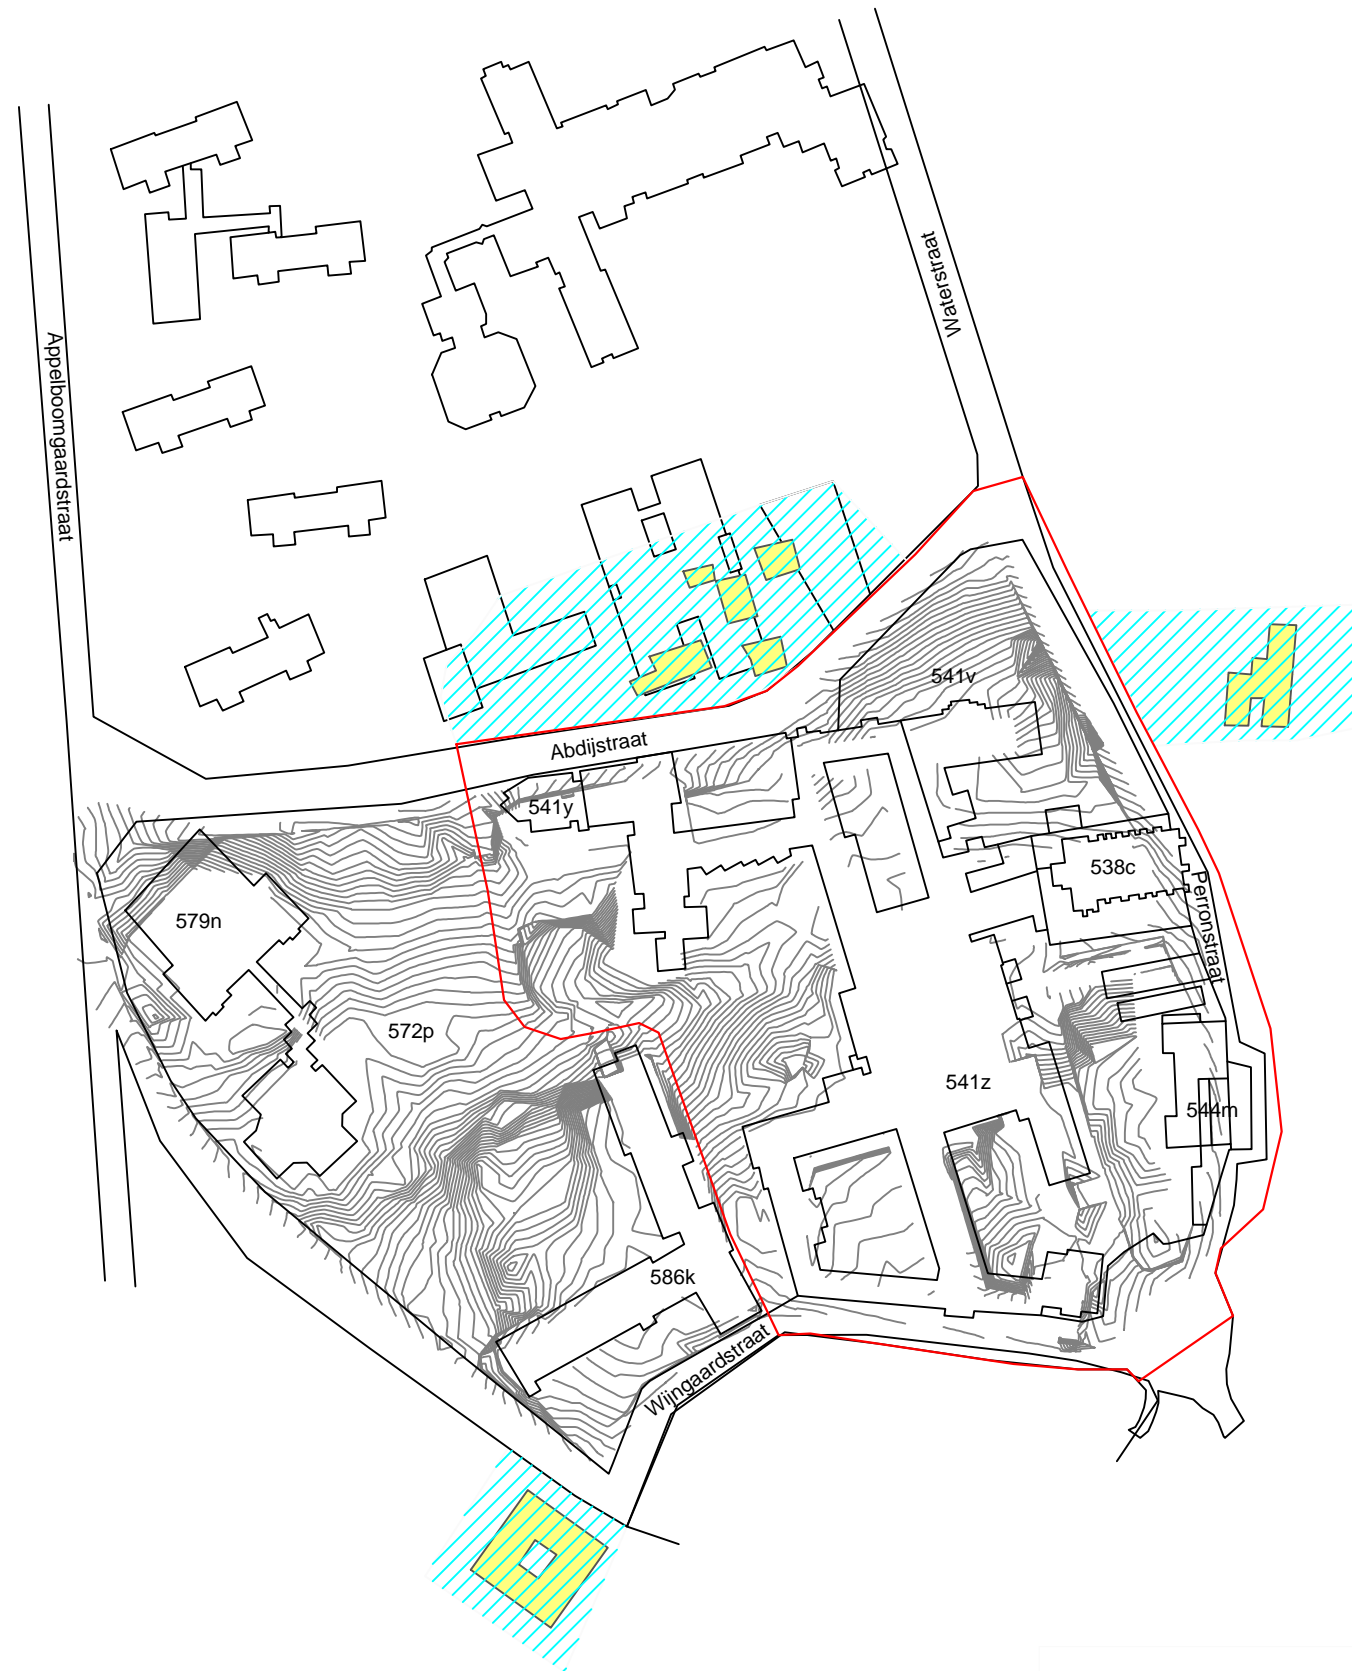 Waterstraat
Appelboomgaardstraat
541v
Abdijstraat
541y
538c
Perronstraat
579n
572p
541z
544m
586k
Wijngaardstraat